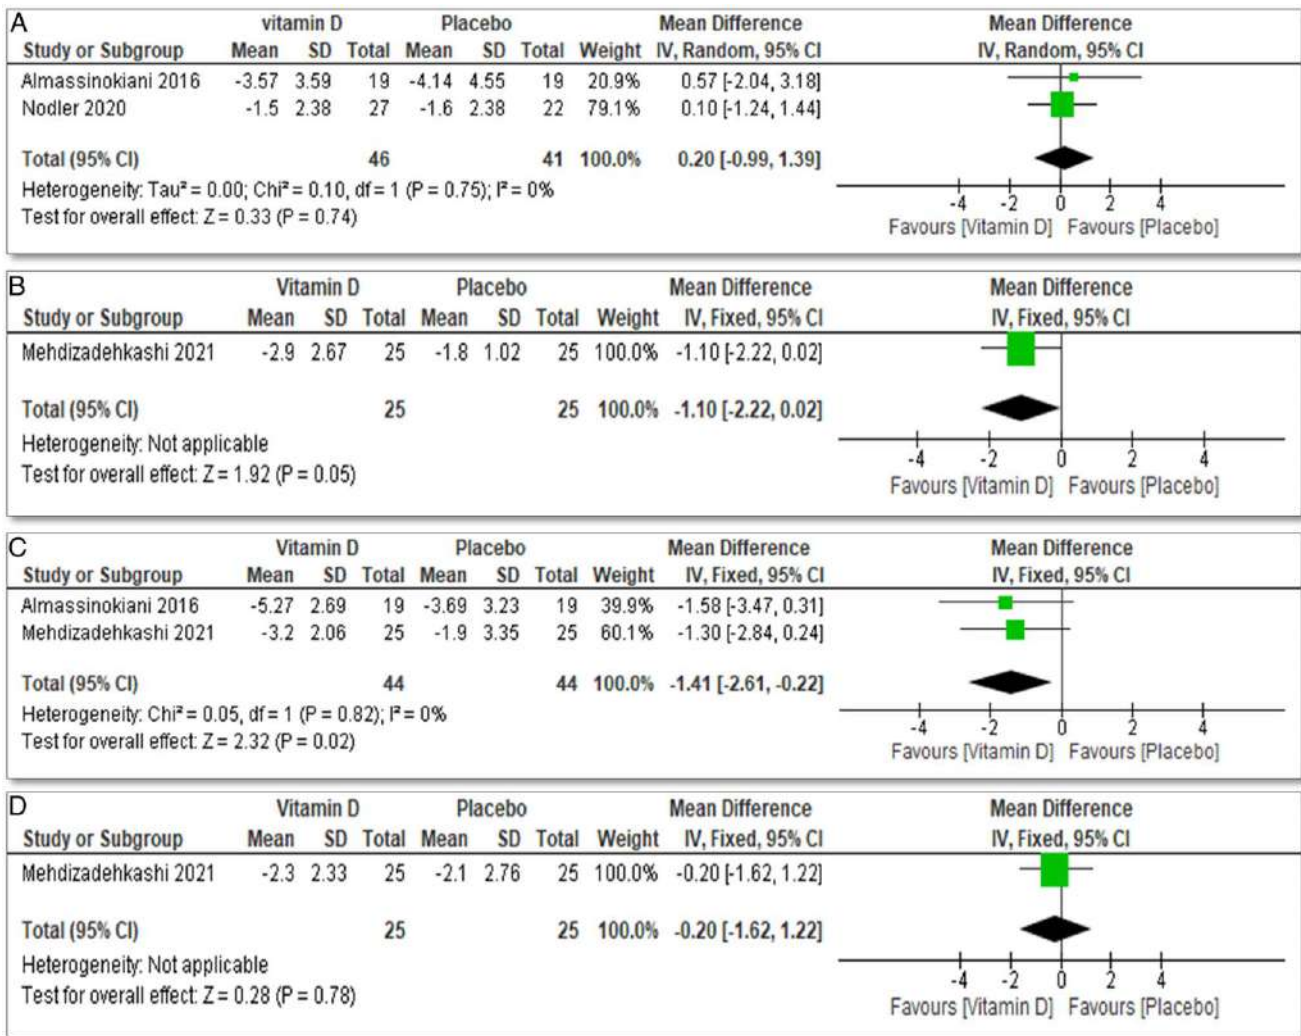 A
vitamin D Placebo Mean Difference Mean Difference
Study or Subgroup Mean SD Total Mean SD Total Weight IV, Random, 95% CI IV, Random, 95% CI
Almassinokiani 2016 -3.57 3.59 19 -4.14 4.55 19 20.9% 0.57 [-2.04, 3.18]
Nodler 2020 -1.5 2.38 27 -1.6 2.38 22 79.1% 0.10 [-1.24, 1.44]
Total (95% CI) 46 41 100.0% 0.20 [-0.99, 1.39]
Heterogeneity: Tau² = 0.00; Chi² = 0.10, df = 1 (P = 0.75); I² = 0%
Test for overall effect: Z = 0.33 (P = 0.74)
-4 -2 0 2 4
Favours [Vitamin D] Favours [Placebo]
B
Vitamin D Placebo Mean Difference Mean Difference
Study or Subgroup Mean SD Total Mean SD Total Weight IV, Fixed, 95% CI IV, Fixed, 95% CI
Mehdizadehkashi 2021 -2.9 2.67 25 -1.8 1.02 25 100.0% -1.10 [-2.22, 0.02]
Total (95% CI) 25 25 100.0% -1.10 [-2.22, 0.02]
Heterogeneity: Not applicable
Test for overall effect: Z = 1.92 (P = 0.05)
-4 -2 0 2 4
Favours [Vitamin D] Favours [Placebo]
C
Vitamin D Placebo Mean Difference Mean Difference
Study or Subgroup Mean SD Total Mean SD Total Weight IV, Fixed, 95% CI IV, Fixed, 95% CI
Almassinokiani 2016 -5.27 2.69 19 -3.69 3.23 19 39.9% -1.58 [-3.47, 0.31]
Mehdizadehkashi 2021 -3.2 2.06 25 -1.9 3.35 25 60.1% -1.30 [-2.84, 0.24]
Total (95% CI) 44 44 100.0% -1.41 [-2.61, -0.22]
Heterogeneity: Chi² = 0.05, df = 1 (P = 0.82); I² = 0%
Test for overall effect: Z = 2.32 (P = 0.02)
-4 -2 0 2 4
Favours [Vitamin D] Favours [Placebo]
D
Vitamin D Placebo Mean Difference Mean Difference
Study or Subgroup Mean SD Total Mean SD Total Weight IV, Fixed, 95% CI IV, Fixed, 95% CI
Mehdizadehkashi 2021 -2.3 2.33 25 -2.1 2.76 25 100.0% -0.20 [-1.62, 1.22]
Total (95% CI) 25 25 100.0% -0.20 [-1.62, 1.22]
Heterogeneity: Not applicable
Test for overall effect: Z = 0.28 (P = 0.78)
-4 -2 0 2 4
Favours [Vitamin D] Favours [Placebo]